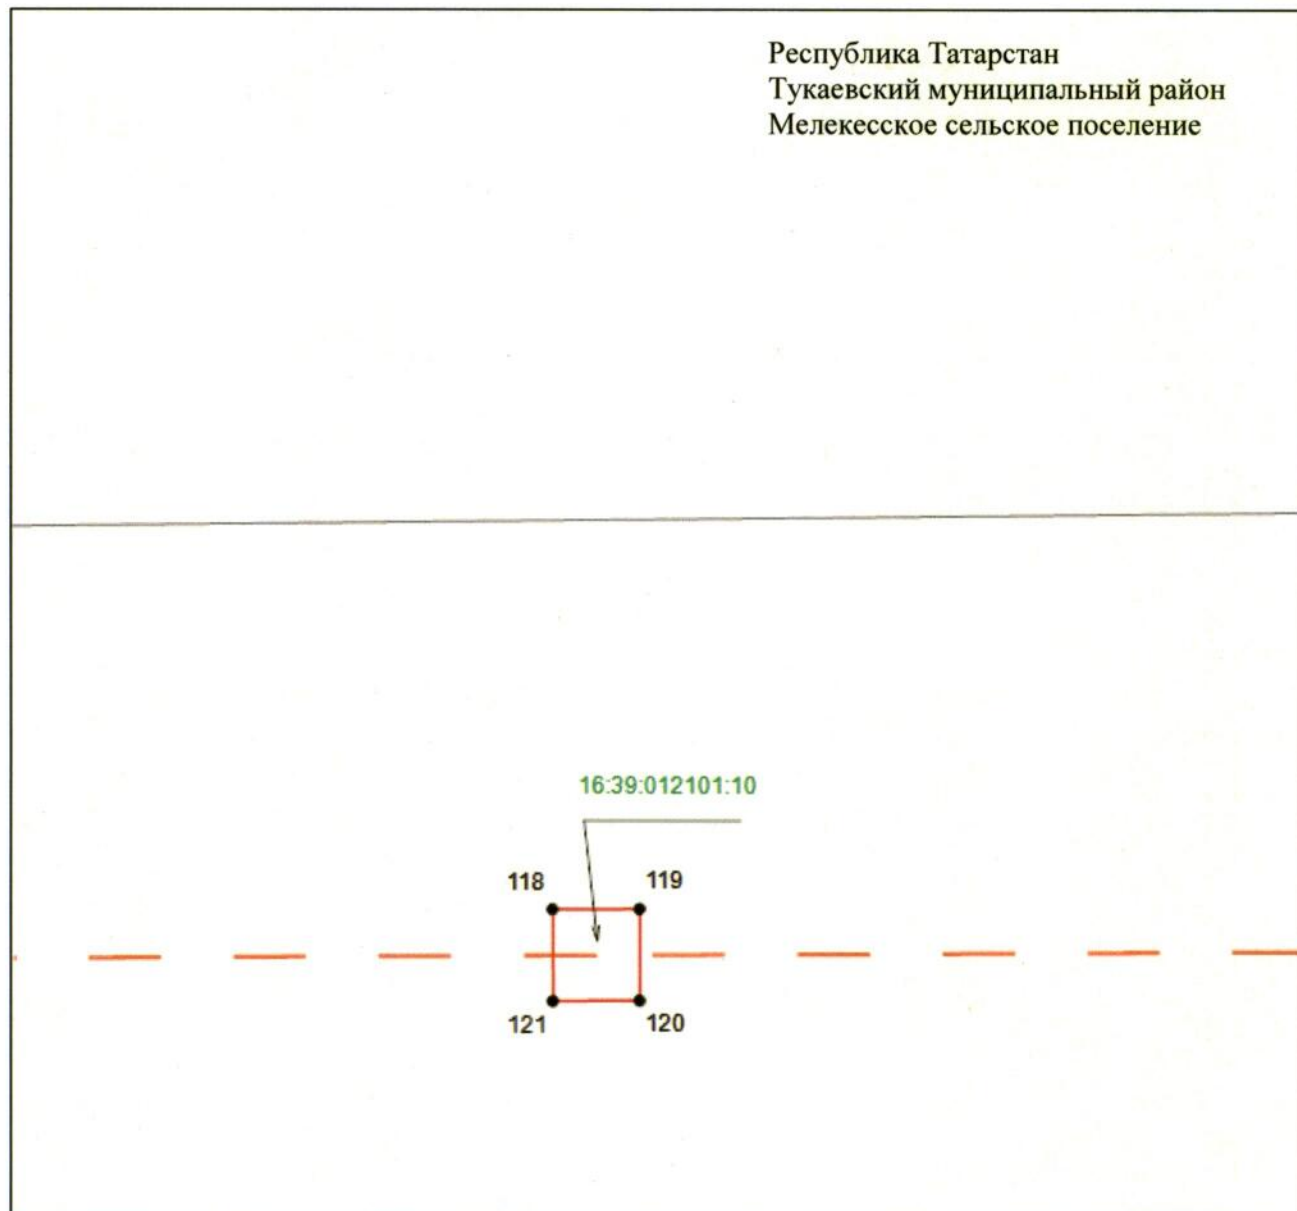 Республика Татарстан
Тукаевский муниципальный район
Мелекесское сельское поселение
16:39:012101:10
118 119
121 120